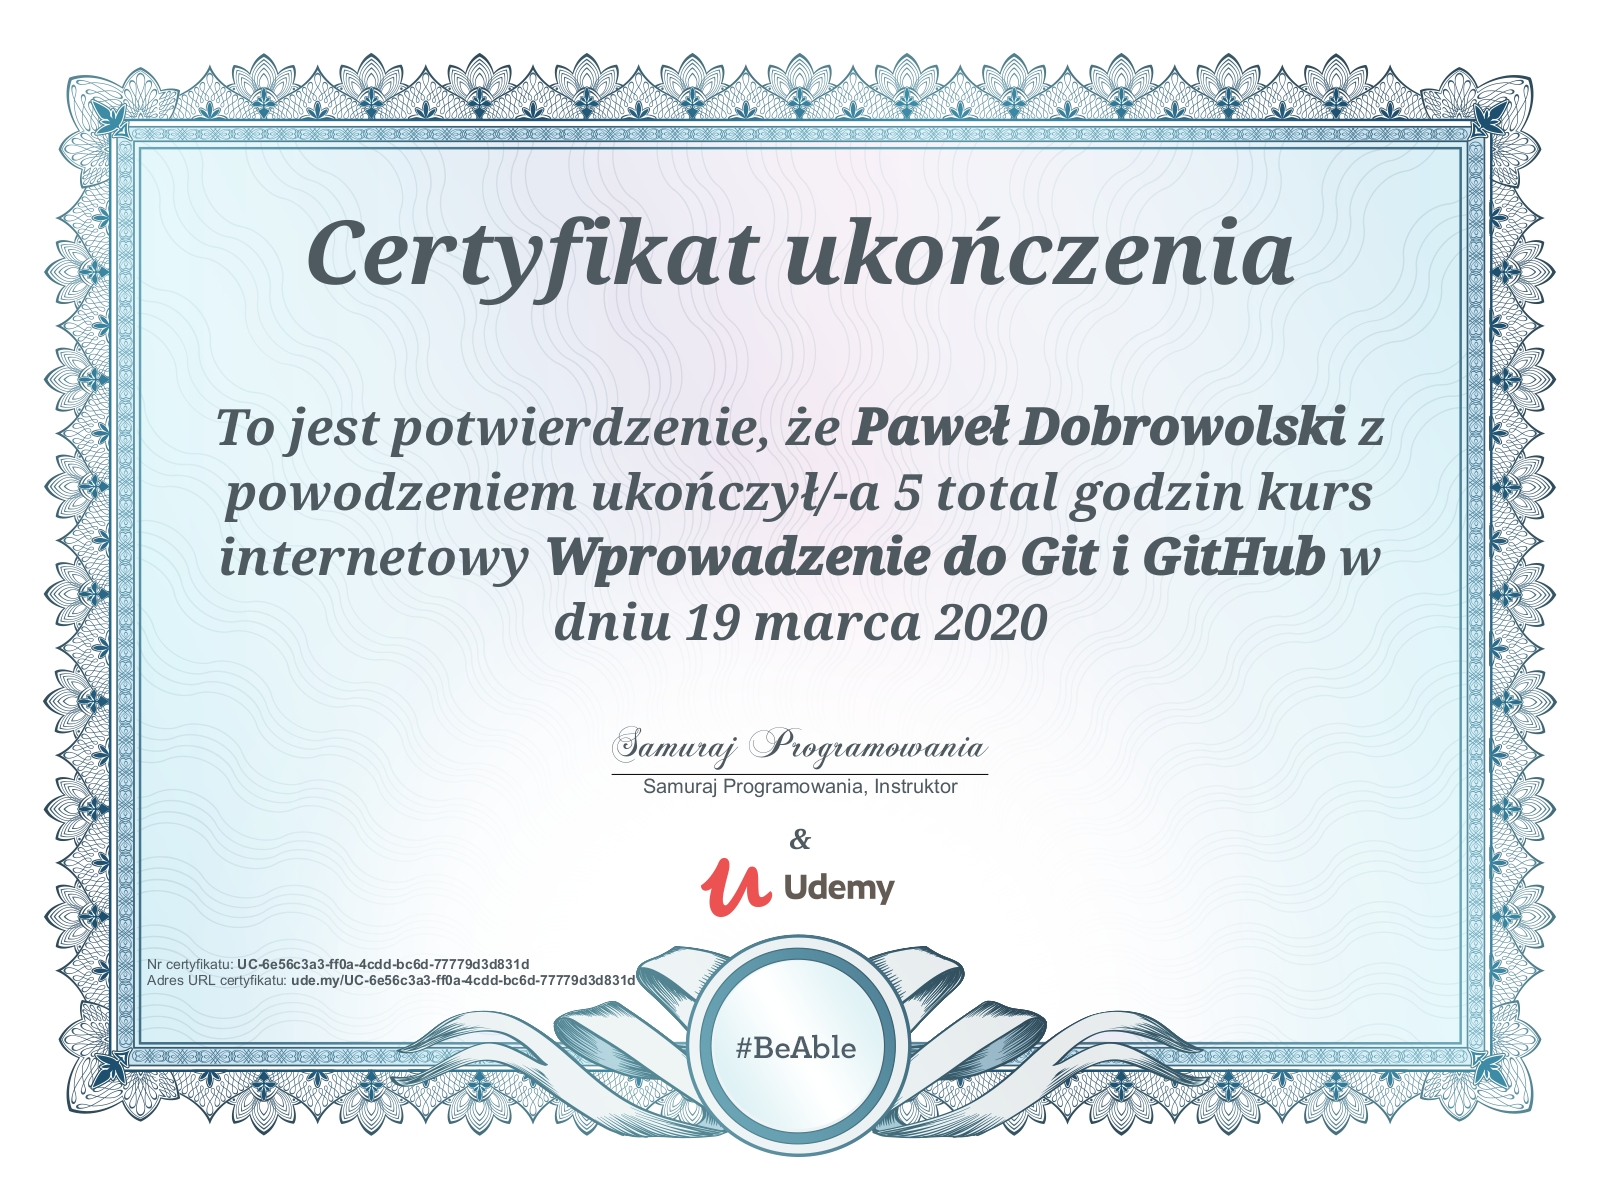 Certyfikat ukończenia
To jest potwierdzenie, że Paweł Dobrowolski z
powodzeniem ukończył/-a 5 total godzin kurs
internetowy Wprowadzenie do Git i GitHub w
dniu 19 marca 2020
Samuraj Programowania
Samuraj Programowania, Instruktor
&
Udemy
Nr certyfikatu: UC-6e56c3a3-ff0a-4cdd-bc6d-77779d3d831d
Adres URL certyfikatu: ude.my/UC-6e56c3a3-ff0a-4cdd-bc6d-77779d3d831d
#BeAble